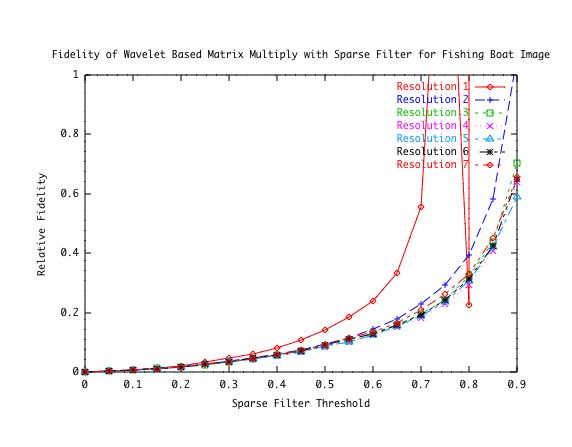 Fidelity of Wavelet Based Matrix Multiply with Sparse Filter for Fishing Boat Image
1
0.8
0.6
0.4
0.2
0
Relative Fidelity
Resolution 1
Resolution 2
Resolution 3
Resolution 4
Resolution 5
Resolution 6
Resolution 7
0 0.1 0.2 0.3 0.4 0.5 0.6 0.7 0.8 0.9
Sparse Filter Threshold